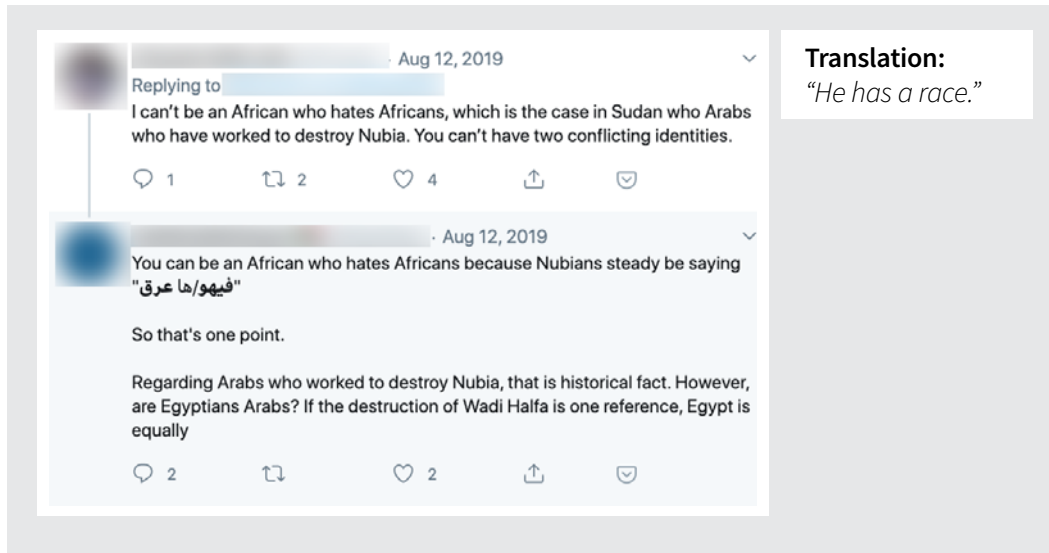 · Aug 12, 2019
Replying to
I can't be an African who hates Africans, which is the case in Sudan who Arabs
who have worked to destroy Nubia. You can't have two conflicting identities.
1 2 4
· Aug 12, 2019
You can be an African who hates Africans because Nubians steady be saying
"فيهو/ها عرق"
So that's one point.
Regarding Arabs who worked to destroy Nubia, that is historical fact. However,
are Egyptians Arabs? If the destruction of Wadi Halfa is one reference, Egypt is
equally
2 2
Translation:
“He has a race.”